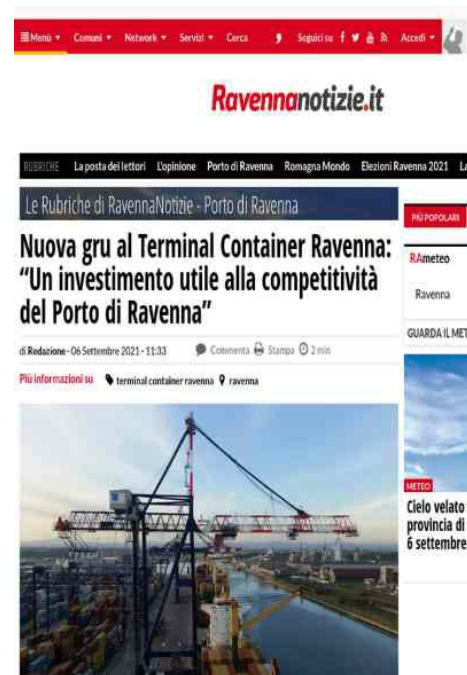 Menù Comuni Network Servizi Cerca Seguici su Accedi
Ravennanotizie.it
RUBRICHE La posta dei lettori L'opinione Porto di Ravenna Romagna Mondo Elezioni Ravenna 2021
Le Rubriche di RavennaNotizie - Porto di Ravenna
Nuova gru al Terminal Container Ravenna:
“Un investimento utile alla competitività
del Porto di Ravenna”
di Redazione - 06 Settembre 2021 - 11:33 Commenta Stampa 2 min
Più informazioni su terminal container ravenna ravenna
PIÙ POPOLARI
RAmeteo
Ravenna
GUARDA IL MET
METEO
Cielo velato
provincia di
6 settembre